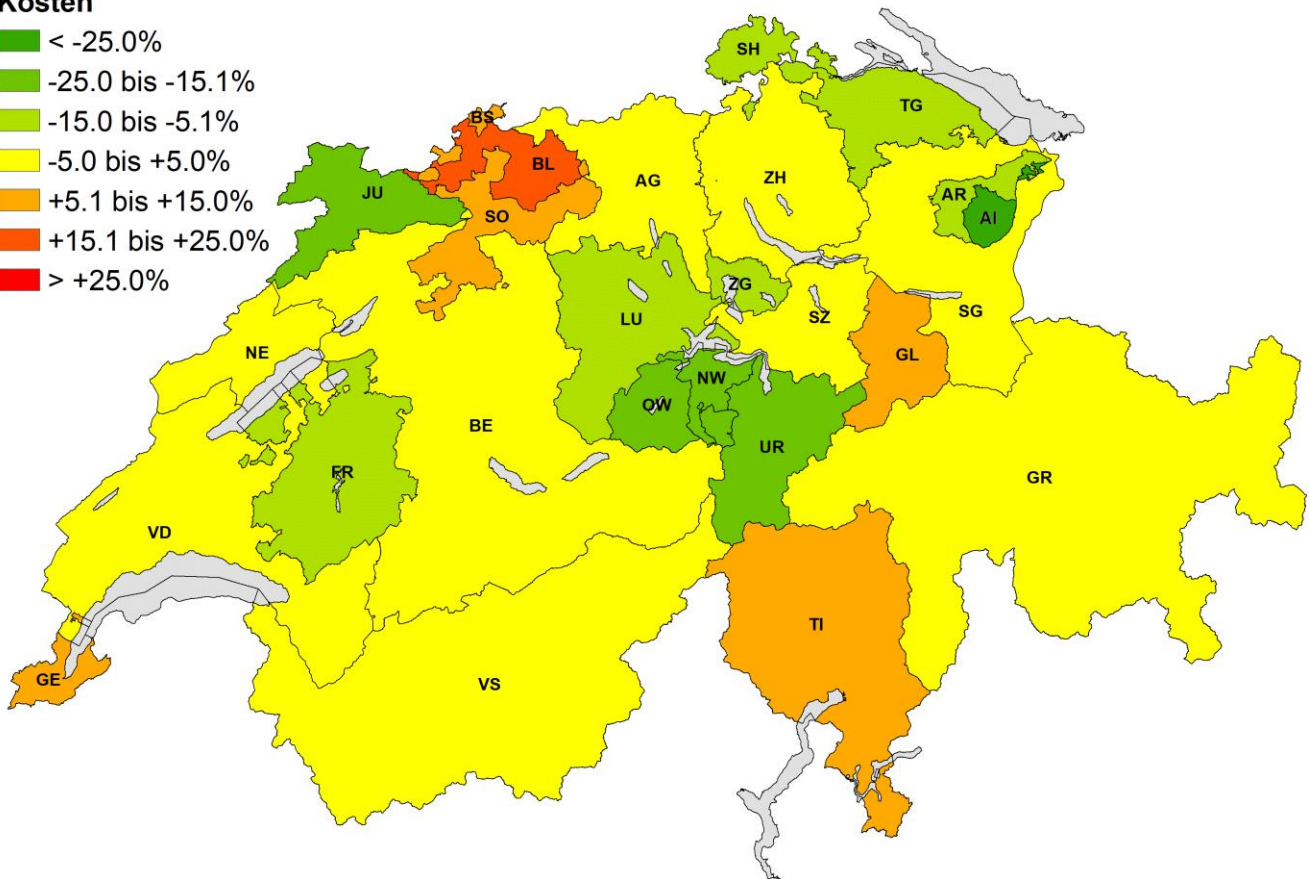 Kosten
< -25.0%
-25.0 bis -15.1%
-15.0 bis -5.1%
-5.0 bis +5.0%
+5.1 bis +15.0%
+15.1 bis +25.0%
> +25.0%
SH
BS
TG
BL
JU
AG
ZH
AR
SO
AI
ZG
LU
SZ
SG
NE
GL
NW
OW
BE
UR
FR
GR
VD
TI
GE
VS